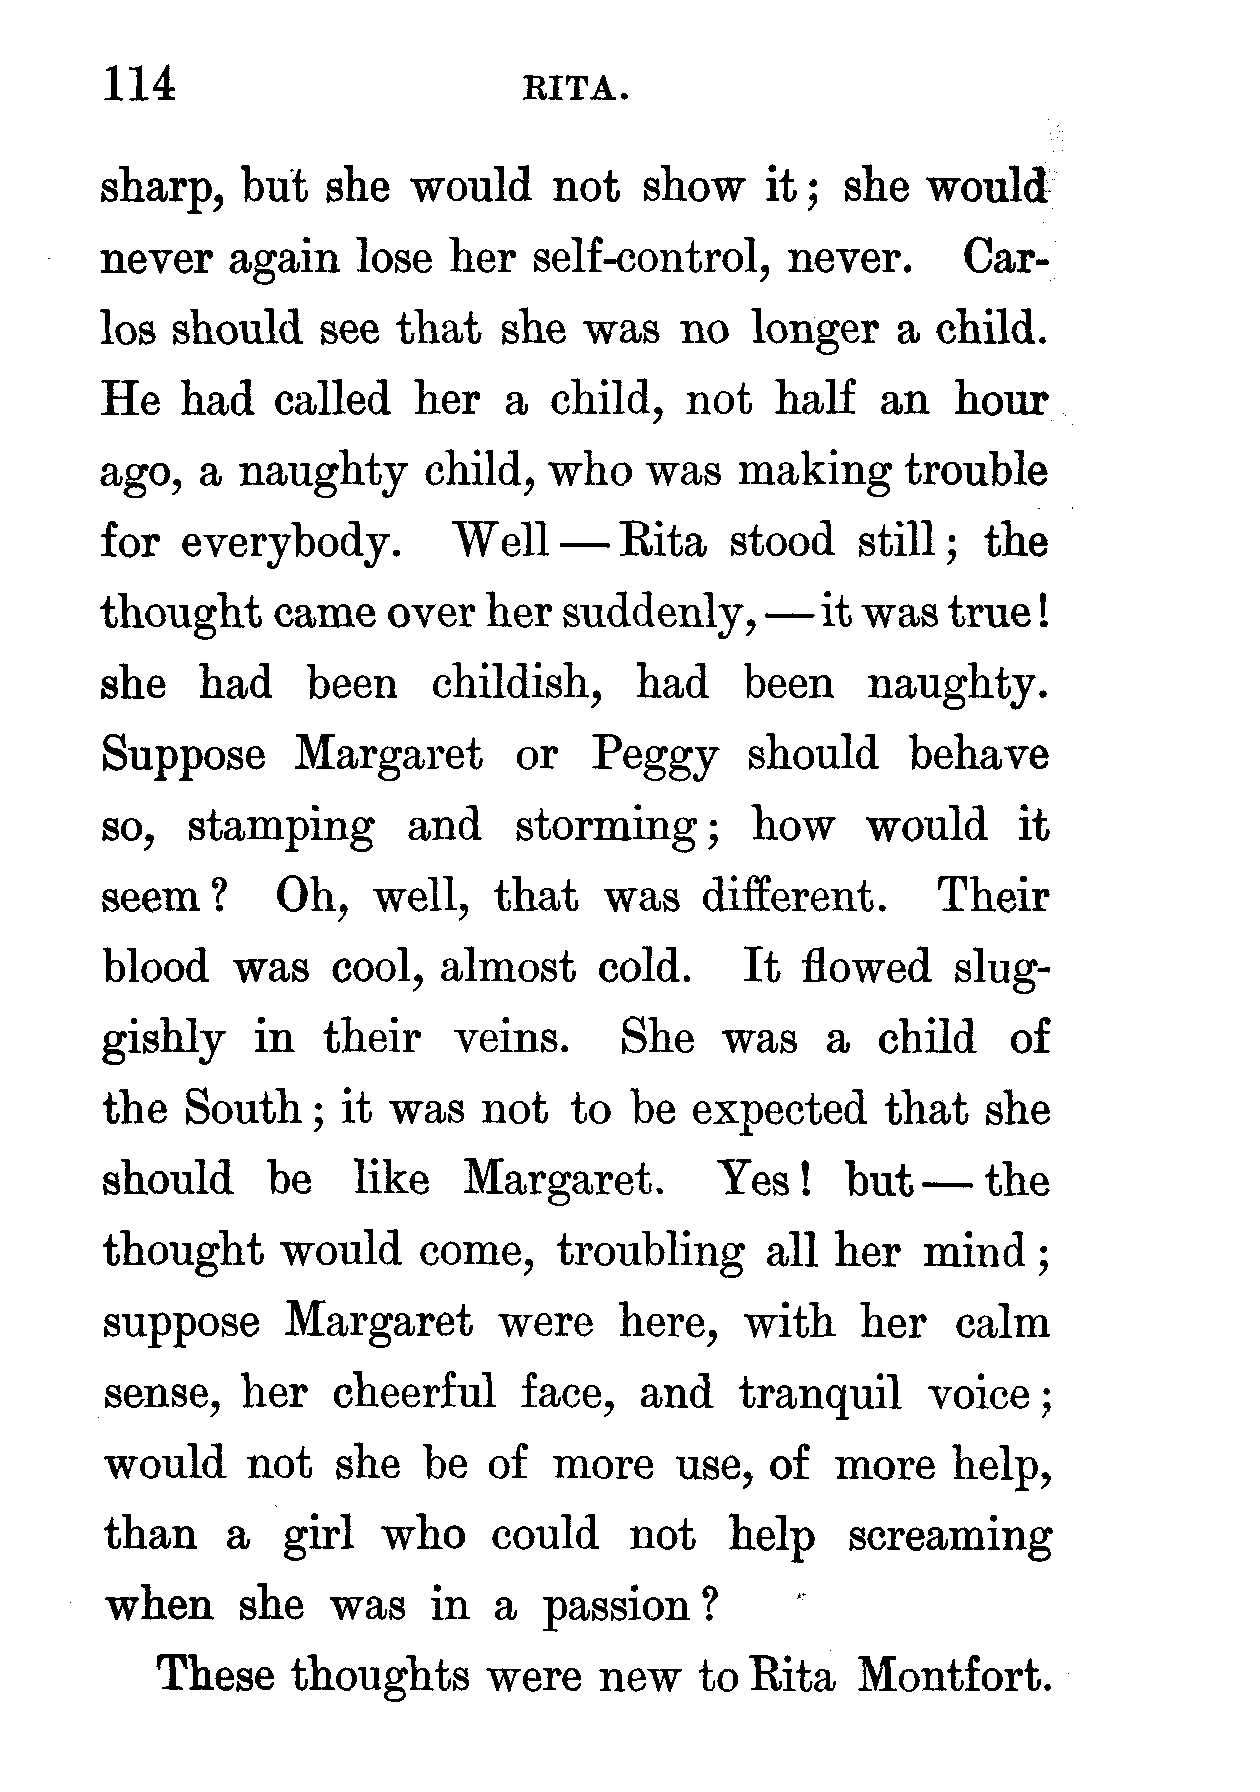 114 RITA.
sharp, but she would not show it; she would
never again lose her self-control, never. Car-
los should see that she was no longer a child.
He had called her a child, not half an hour
ago, a naughty child, who was making trouble
for everybody. Well — Rita stood still; the
thought came over her suddenly, — it was true!
she had been childish, had been naughty.
Suppose Margaret or Peggy should behave
so, stamping and storming; how would it
seem? Oh, well, that was different. Their
blood was cool, almost cold. It flowed slug-
gishly in their veins. She was a child of
the South; it was not to be expected that she
should be like Margaret. Yes! but — the
thought would come, troubling all her mind;
suppose Margaret were here, with her calm
sense, her cheerful face, and tranquil voice;
would not she be of more use, of more help,
than a girl who could not help screaming
when she was in a passion?
These thoughts were new to Rita Montfort.